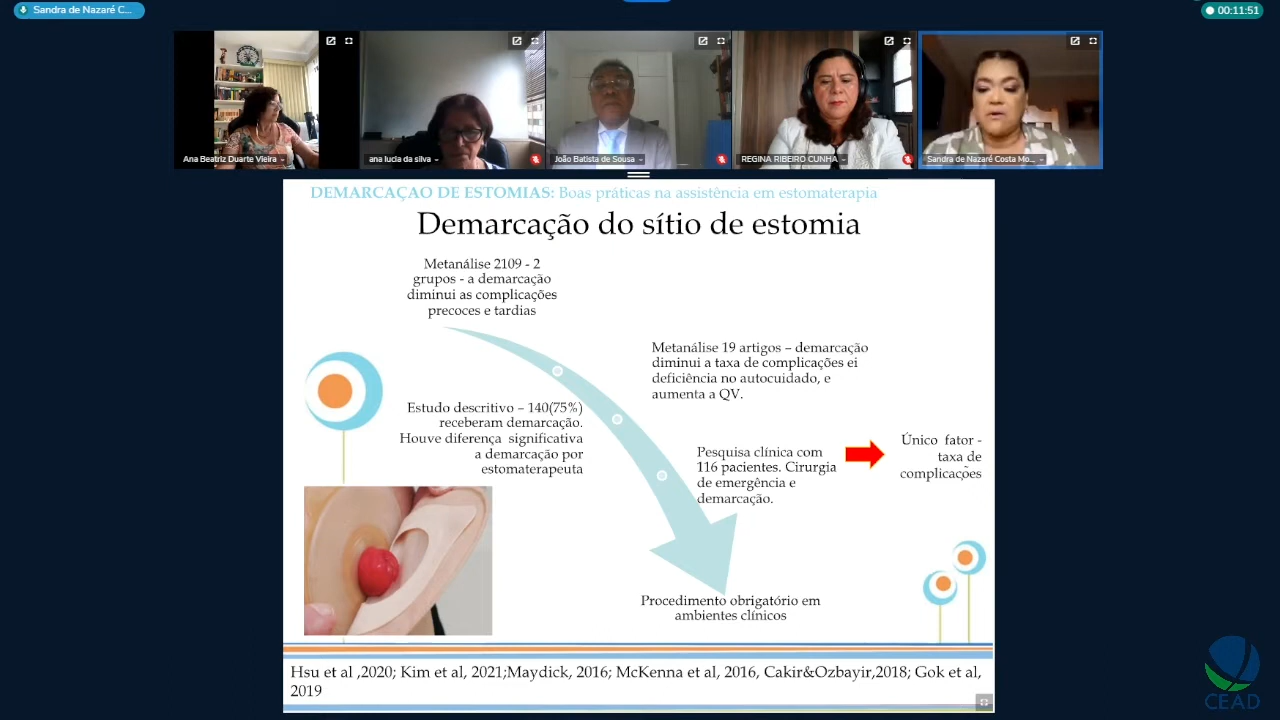 Sandra de Nazaré C...
00:11:51
Ana Beatriz Duarte Vieira
ana lucia da silva
João Batista de Sousa
REGINA RIBEIRO CUNHA
Sandra de Nazaré Costa Mo...
DEMARCAÇAO DE ESTOMIAS: Boas práticas na assistência em estomaterapia
Demarcação do sítio de estomia
Metanálise 2109 - 2
grupos - a demarcação
diminui as complicações
precoces e tardias
Metanálise 19 artigos – demarcação
diminui a taxa de complicações ei
deficiência no autocuidado, e
aumenta a QV.
Estudo descritivo – 140(75%)
receberam demarcação.
Houve diferença significativa
a demarcação por
estomaterapeuta
Pesquisa clínica com
116 pacientes. Cirurgia
de emergência e
demarcação.
Único fator -
taxa de
complicações
Procedimento obrigatório em
ambientes clínicos
Hsu et al ,2020; Kim et al, 2021;Maydick, 2016; McKenna et al, 2016, Cakir&Ozbayir,2018; Gok et al,
2019
CEAD